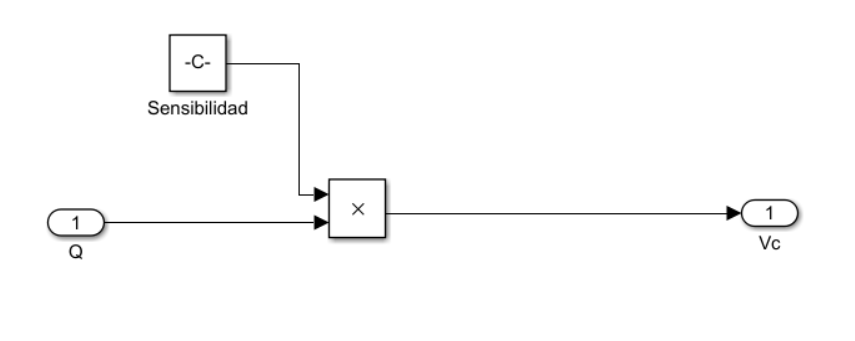 -C-
Sensibilidad
×
1
Q
1
Vc